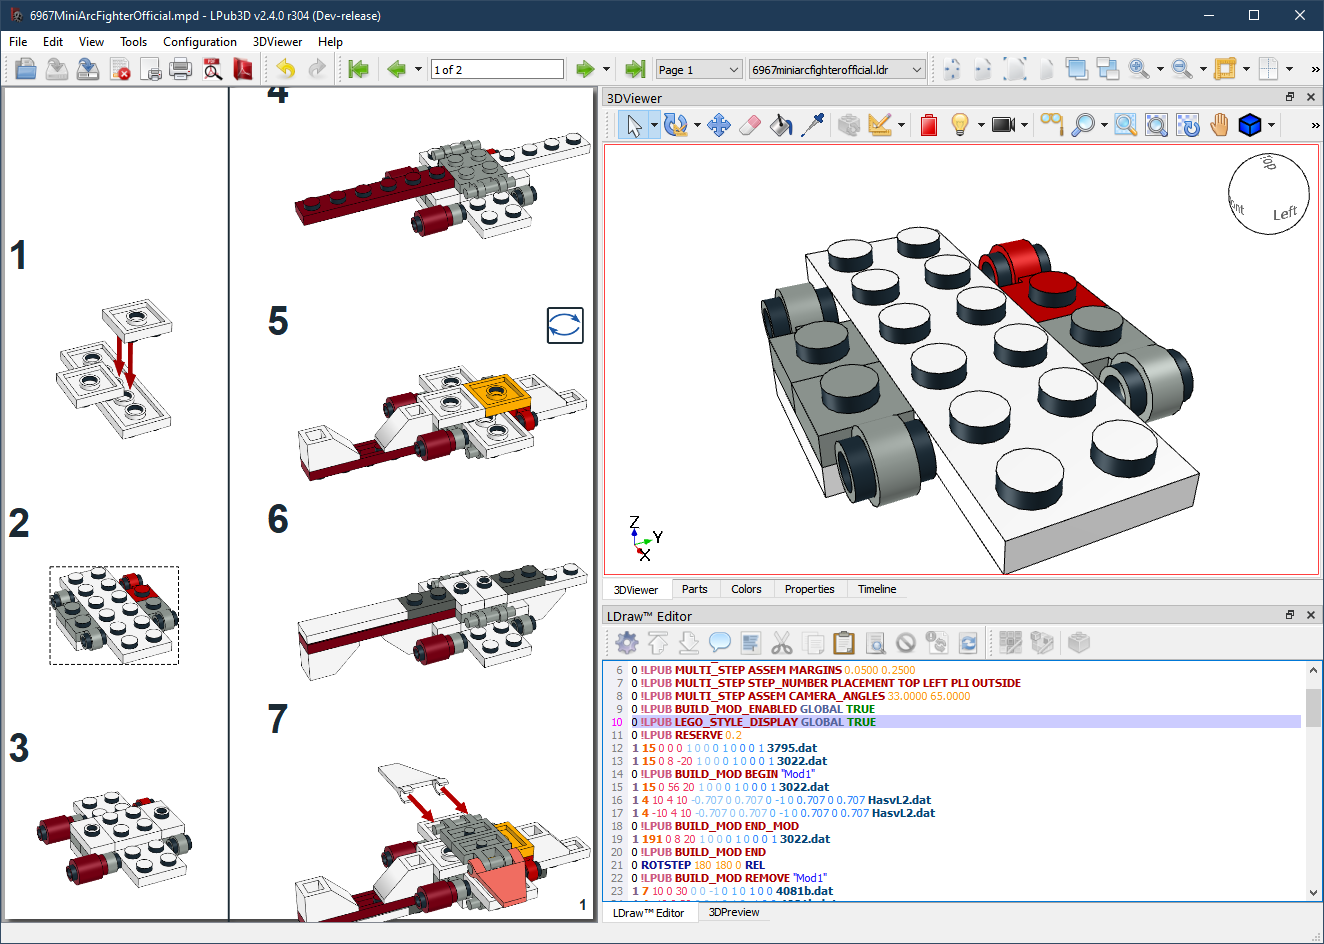 6967MiniArcFighterOfficial.mpd - LPub3D v2.4.0 r304 (Dev-release)
File Edit View Tools Configuration 3DViewer Help
1 of 2
Page 1
6967miniarcfighterofficial.ldr
4
1
5
2
6
3
7
1
3DViewer
Top
Left
Z
Y
X
3DViewer Parts Colors Properties Timeline
LDraw™ Editor
6 0 !LPUB MULTI_STEP ASSEM MARGINS 0.0500 0.2500
7 0 !LPUB MULTI_STEP STEP_NUMBER PLACEMENT TOP LEFT PLI OUTSIDE
8 0 !LPUB MULTI_STEP ASSEM CAMERA_ANGLES 33.0000 65.0000
9 0 !LPUB BUILD_MOD_ENABLED GLOBAL TRUE
10 0 !LPUB LEGO_STYLE_DISPLAY GLOBAL TRUE
11 0 !LPUB RESERVE 0.2
12 1 15 0 0 0 1 0 0 0 1 0 0 0 1 3795.dat
13 1 15 0 8 -20 1 0 0 0 1 0 0 0 1 3022.dat
14 0 !LPUB BUILD_MOD BEGIN "Mod1"
15 1 15 0 56 20 1 0 0 0 1 0 0 0 1 3022.dat
16 1 4 10 4 10 -0.707 0 0.707 0 -1 0 0.707 0 0.707 HasvL2.dat
17 1 4 -10 4 10 -0.707 0 0.707 0 -1 0 0.707 0 0.707 HasvL2.dat
18 0 !LPUB BUILD_MOD END_MOD
19 1 191 0 8 20 1 0 0 0 1 0 0 0 1 3022.dat
20 0 !LPUB BUILD_MOD END
21 0 ROTSTEP 180 180 0 REL
22 0 !LPUB BUILD_MOD REMOVE "Mod1"
23 1 7 10 0 30 0 0 -1 0 1 0 1 0 0 4081b.dat
LDraw™ Editor 3DPreview